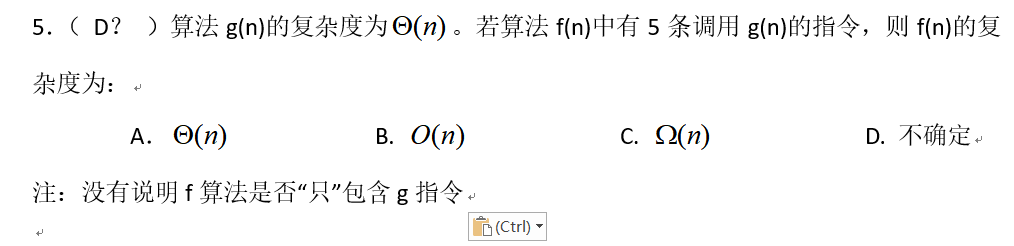 5.（ D? ）算法 g(n)的复杂度为Θ(n)。若算法 f(n)中有 5 条调用 g(n)的指令，则 f(n)的复
杂度为：
A. Θ(n) B. O(n) C. Ω(n) D. 不确定
注：没有说明 f 算法是否“只”包含 g 指令
(Ctrl)